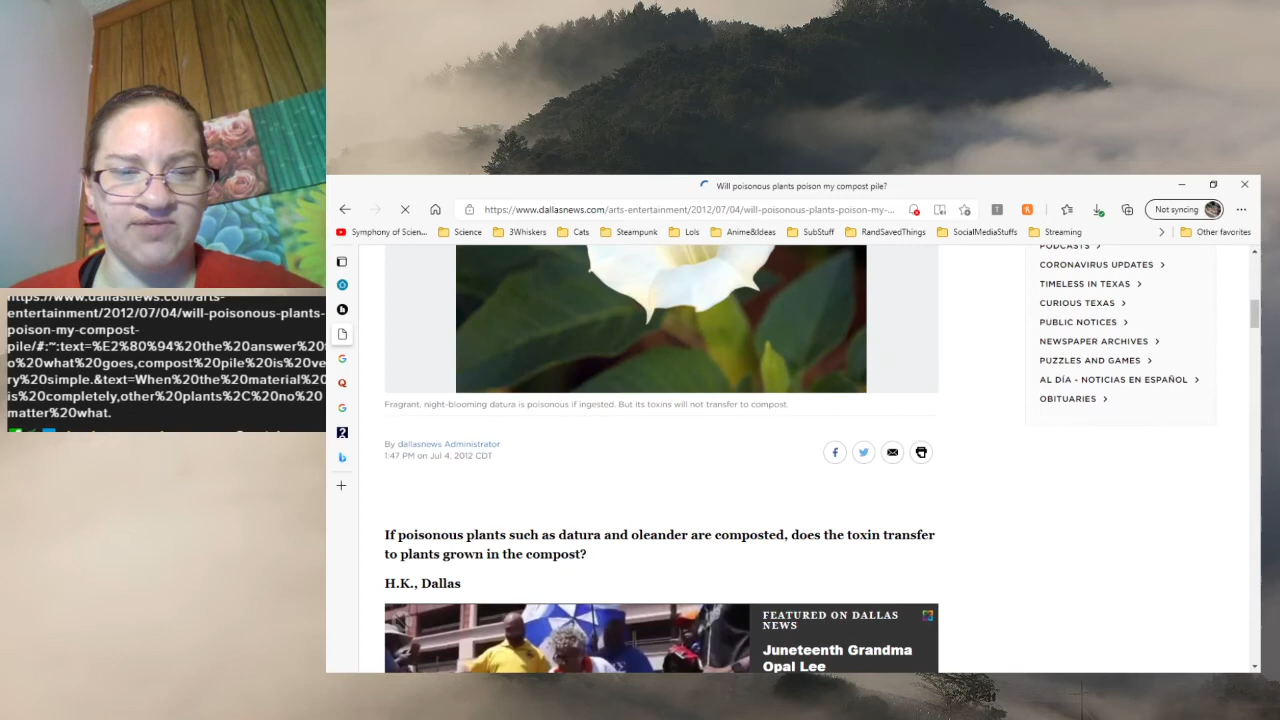 https://www.dallasnews.com/arts-
entertainment/2012/07/04/will-poisonous-plants-
poison-my-compost-
pile/#:~:text=%E2%80%94%20the%20answer%20
o%20what%20goes,compost%20pile%20is%20ve
ry%20simple.&text=When%20the%20material%20
is%20completely,other%20plants%2C%20no%20
matter%20what.
Will poisonous plants poison my compost pile?
https://www.dallasnews.com/arts-entertainment/2012/07/04/will-poisonous-plants-poison-my-...
Not syncing
Symphony of Scien...
Science
3Whiskers
Cats
Steampunk
Lols
Anime&Ideas
SubStuff
RandSavedThings
SocialMediaStuffs
Streaming
Other favorites
PODCASTS >
CORONAVIRUS UPDATES >
TIMELESS IN TEXAS >
CURIOUS TEXAS >
PUBLIC NOTICES >
NEWSPAPER ARCHIVES >
PUZZLES AND GAMES >
AL DÍA - NOTICIAS EN ESPAÑOL >
OBITUARIES >
Fragrant, night-blooming datura is poisonous if ingested. But its toxins will not transfer to compost.
By dallasnews Administrator
1:47 PM on Jul 4, 2012 CDT
If poisonous plants such as datura and oleander are composted, does the toxin transfer
to plants grown in the compost?
H.K., Dallas
FEATURED ON DALLAS
NEWS
Juneteenth Grandma
Opal Lee